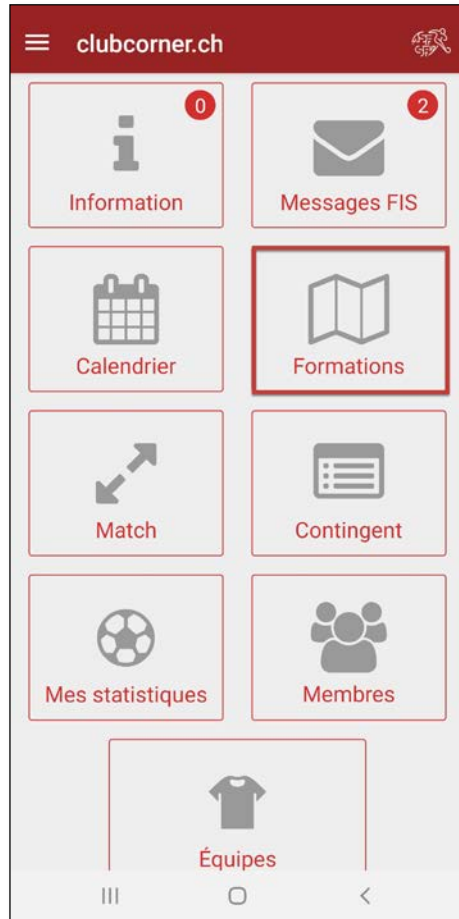 clubcorner.ch
0
2
Information
Messages FIS
Calendrier
Formations
Match
Contingent
Mes statistiques
Membres
Équipes